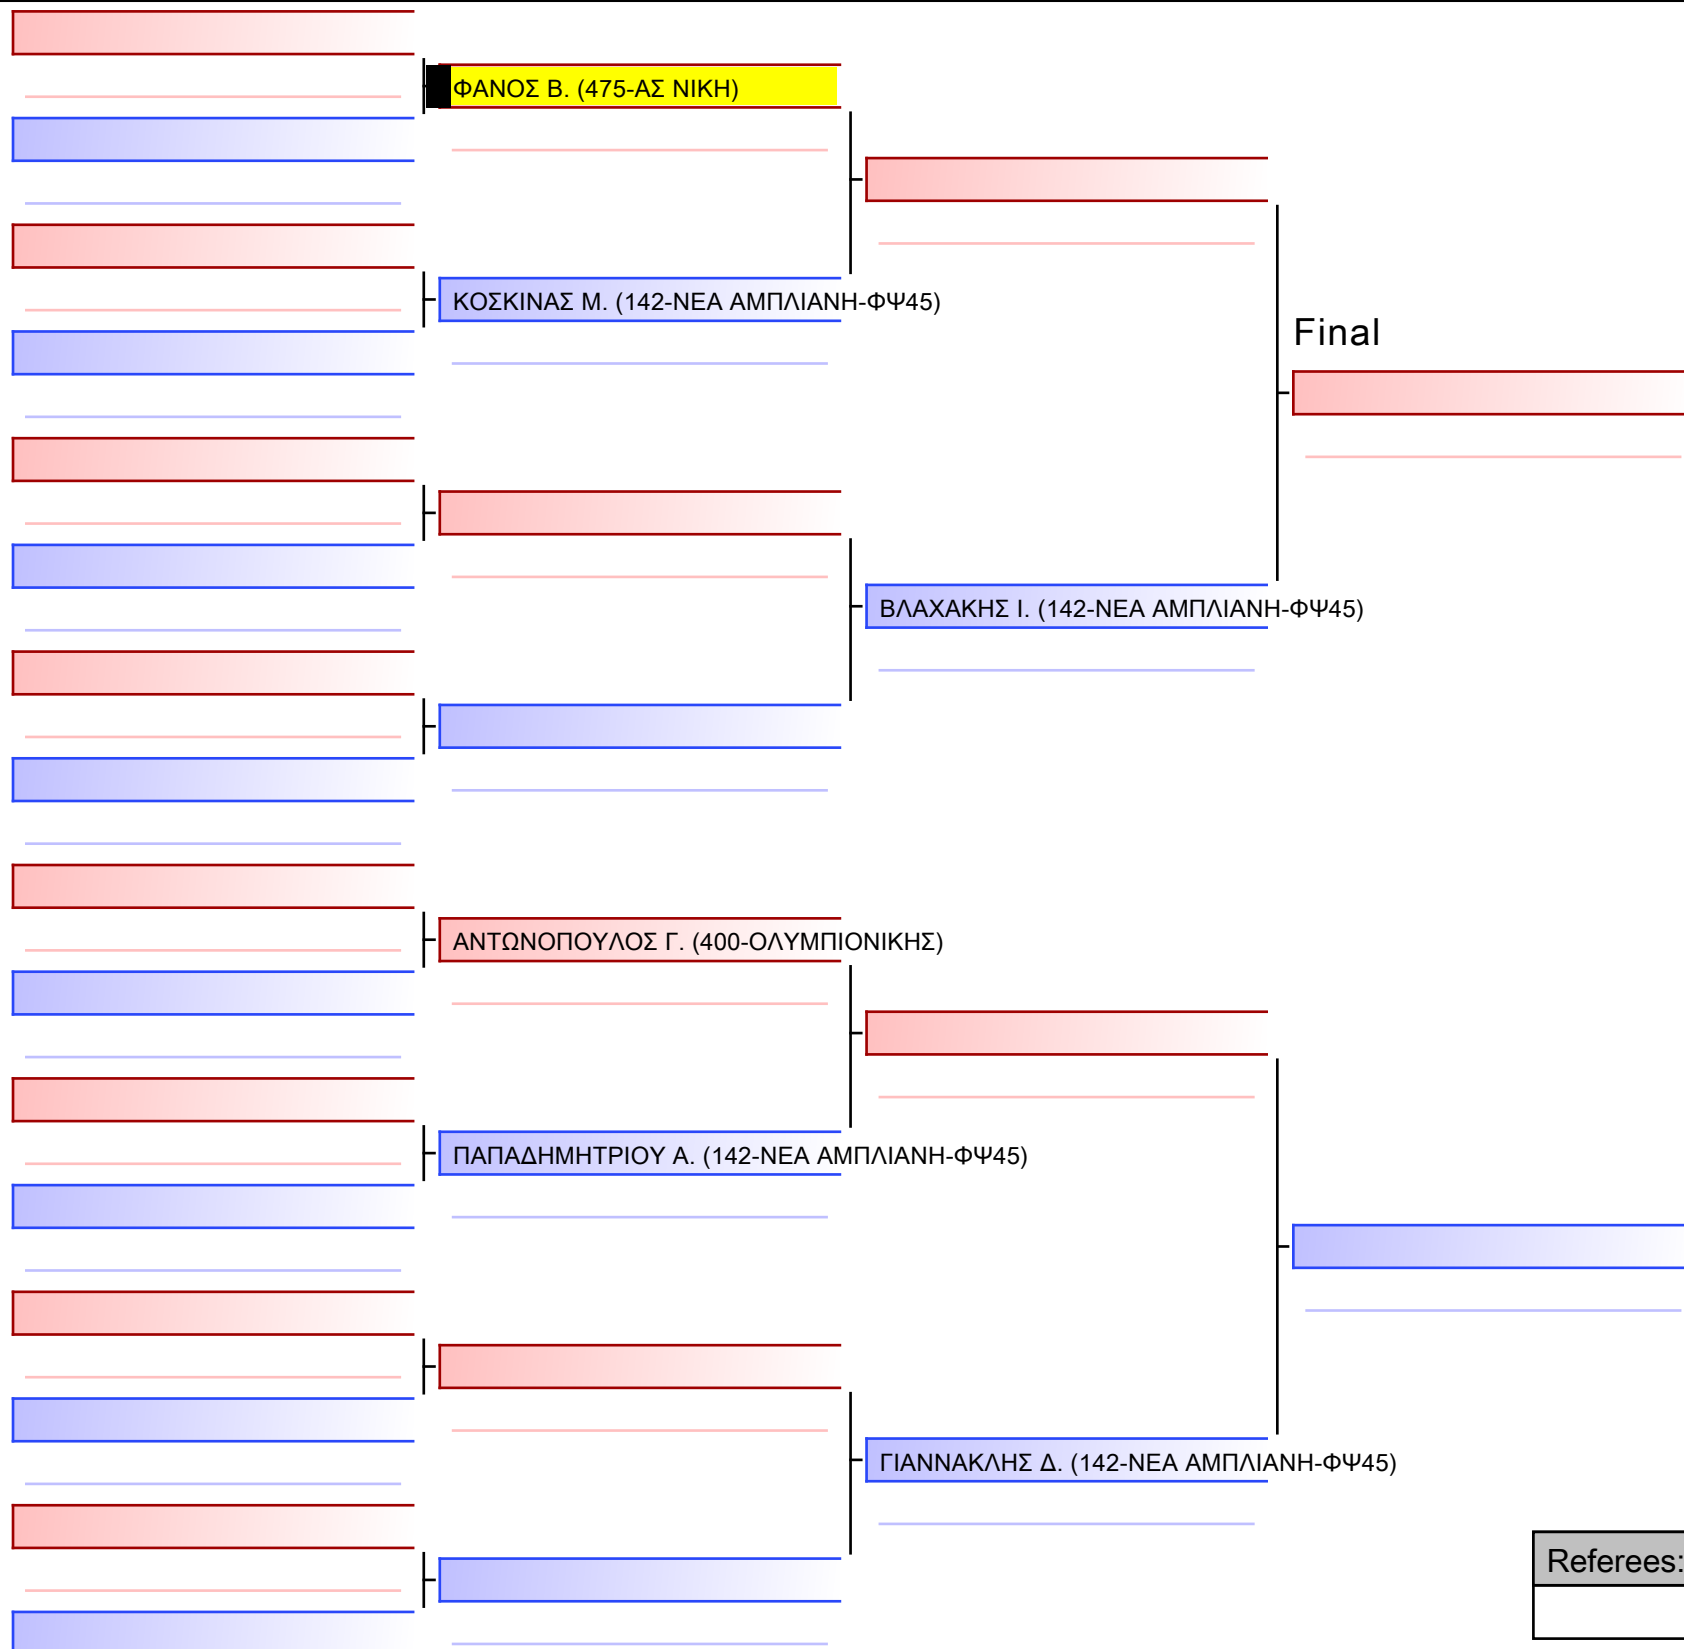 ΦΑΝΟΣ Β. (475-ΑΣ ΝΙΚΗ)
ΚΟΣΚΙΝΑΣ Μ. (142-ΝΕΑ ΑΜΠΛΙΑΝΗ-ΦΨ45)
Final
ΒΛΑΧΑΚΗΣ Ι. (142-ΝΕΑ ΑΜΠΛΙΑΝΗ-ΦΨ45)
ΑΝΤΩΝΟΠΟΥΛΟΣ Γ. (400-ΟΛΥΜΠΙΟΝΙΚΗΣ)
ΠΑΠΑΔΗΜΗΤΡΙΟΥ Α. (142-ΝΕΑ ΑΜΠΛΙΑΝΗ-ΦΨ45)
ΓΙΑΝΝΑΚΛΗΣ Δ. (142-ΝΕΑ ΑΜΠΛΙΑΝΗ-ΦΨ45)
Referees: